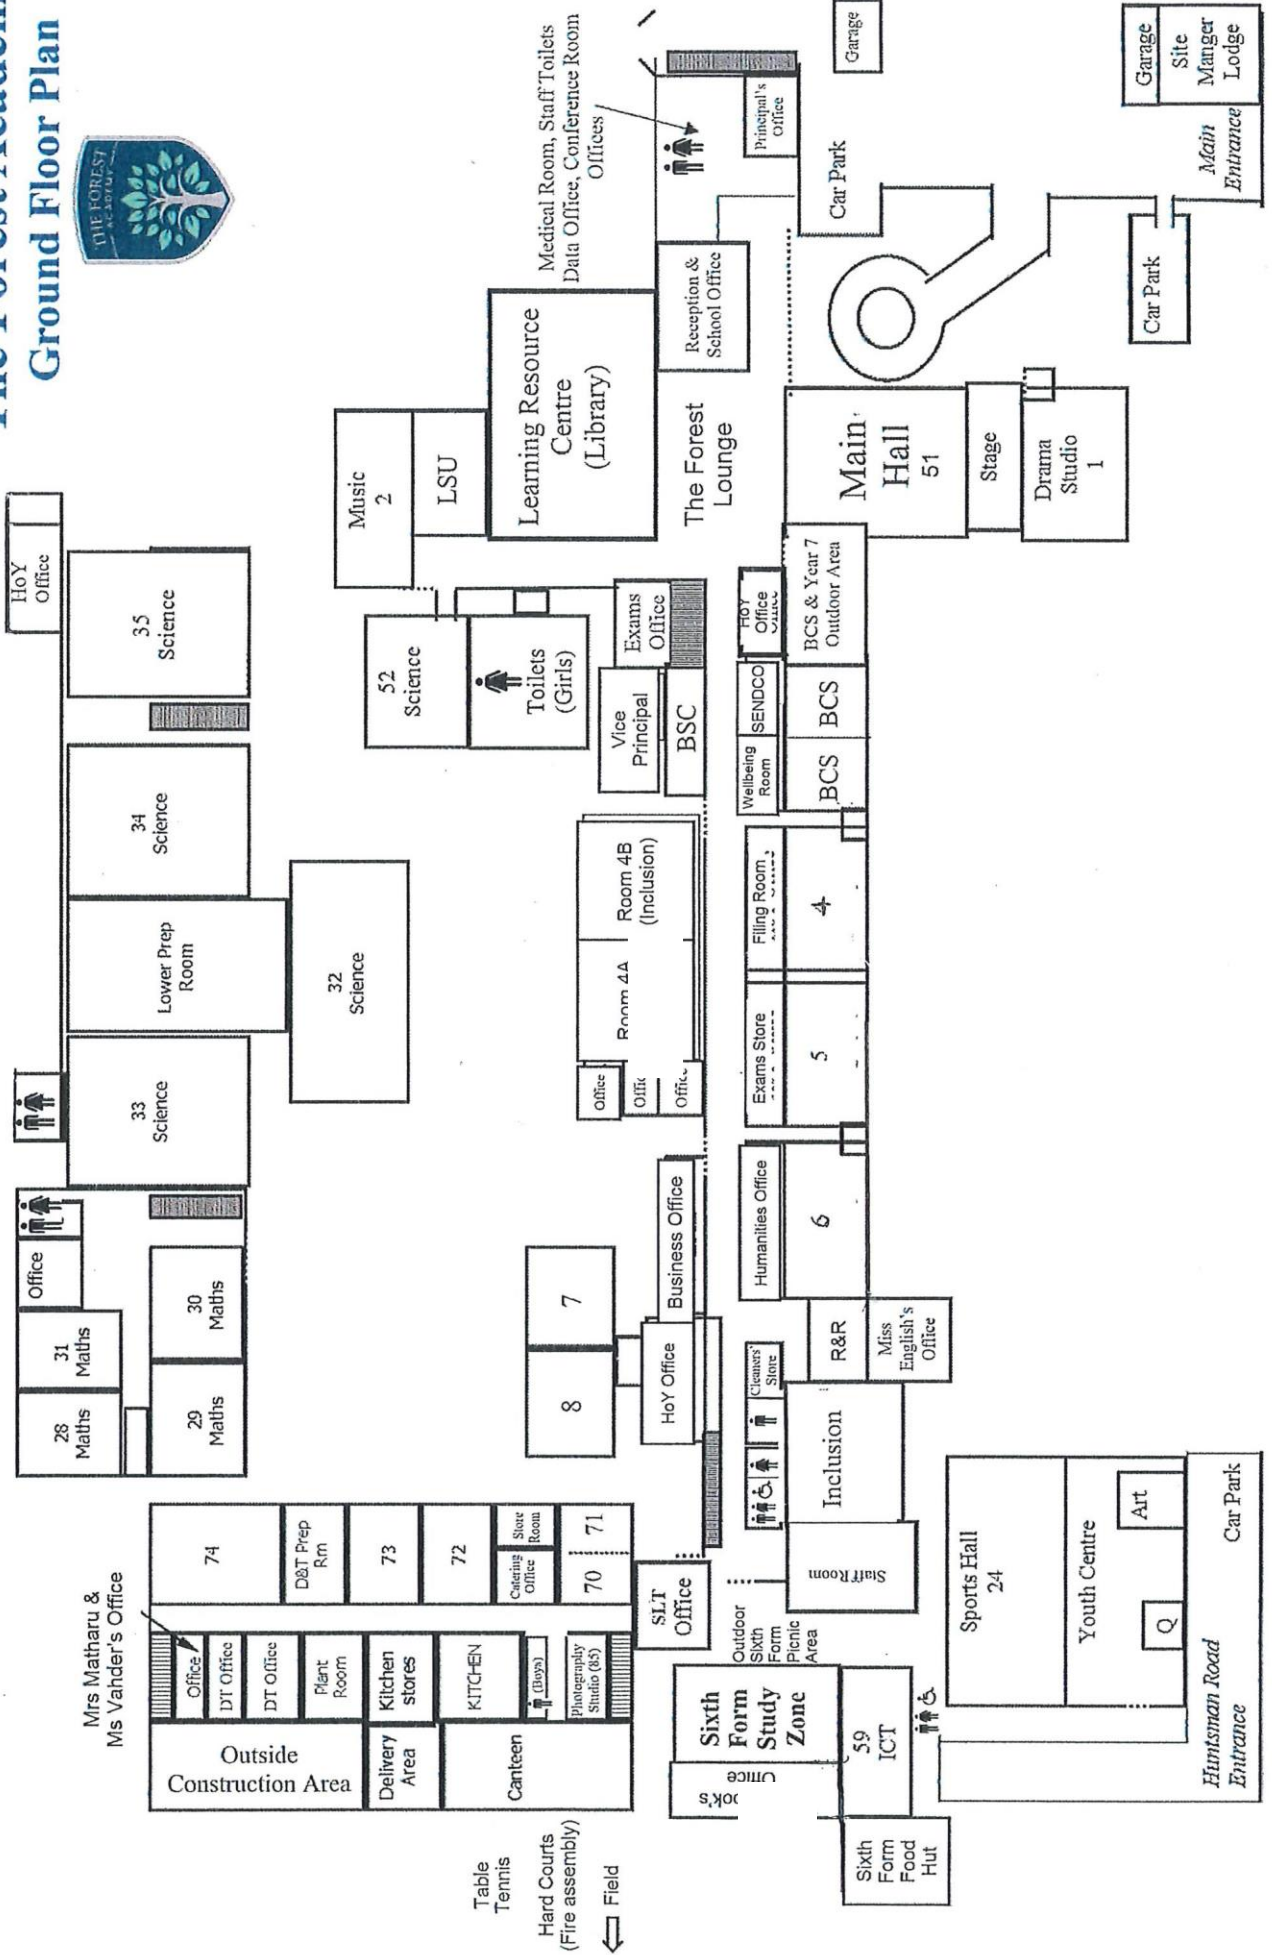 Ground Floor Plan
THE FOREST
ACADEMY
Medical Room, Staff Toilets
Data Office, Conference Room
Offices
Garage
Garage
Site
Manger
Lodge
Main
Entrance
Principal's
Office
Car Park
Car Park
Reception &
School Office
Learning Resource
Centre
(Library)
The Forest
Lounge
Main
Hall
51
Stage
Drama
Studio
1
Music
2
LSU
HoY
Office
35
Science
34
Science
Lower Prep
Room
32
Science
33
Science
52
Science
Toilets
(Girls)
Exams
Office
Vice
Principal
BSC
HoY
Office
BCS & Year 7
Outdoor Area
SENDCO
Wellbeing
Room
BCS
BCS
Room 4B
(Inclusion)
Room 4A
Office
Filing Room
4
Exams Store
5
Humanities Office
6
Office
31
Maths
28
Maths
30
Maths
29
Maths
7
8
Business Office
HoY Office
R&R
Miss
English's
Office
Cleaners'
Store
Inclusion
Staff Room
Mrs Matharu &
Ms Vahder's Office
74
D&T Prep
Rm
73
72
Store
Room
Catering
Office
71
70
SLT
Office
Office
DT Office
DT Office
Plant
Room
Kitchen
stores
KITCHEN
(Boys)
Photography
Studio (85)
Outside
Construction Area
Delivery
Area
Canteen
Outdoor
Sixth
Form
Picnic
Area
Sixth
Form
Study
Zone
Office
59
ICT
Sixth
Form
Food
Hut
Table
Tennis
Hard Courts
(Fire assembly)
Field
Sports Hall
24
Youth Centre
Art
Q
Car Park
Huntsman Road
Entrance